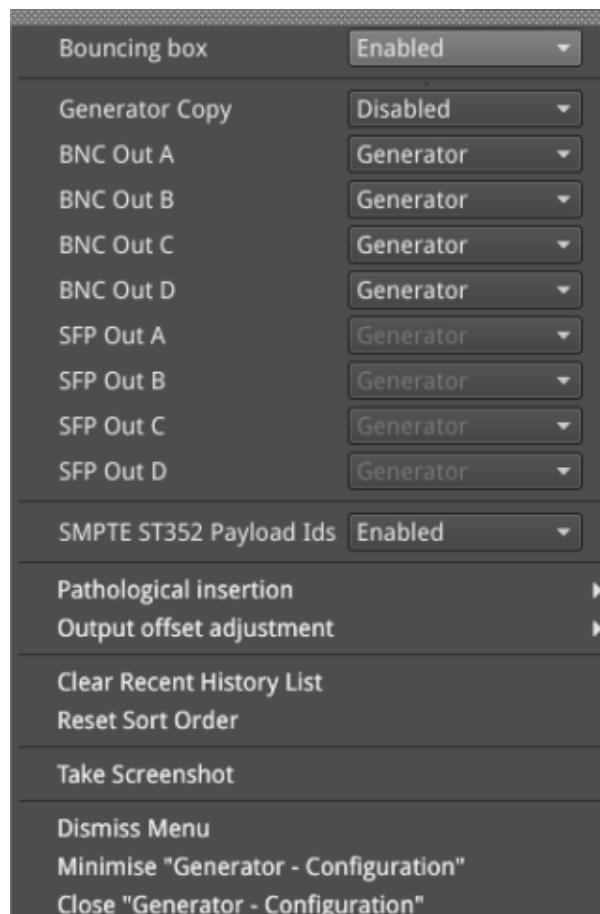 Bouncing box Enabled
Generator Copy Disabled
BNC Out A Generator
BNC Out B Generator
BNC Out C Generator
BNC Out D Generator
SFP Out A Generator
SFP Out B Generator
SFP Out C Generator
SFP Out D Generator
SMPTE ST352 Payload Ids Enabled
Pathological insertion
Output offset adjustment
Clear Recent History List
Reset Sort Order
Take Screenshot
Dismiss Menu
Minimise "Generator - Configuration"
Close "Generator - Configuration"